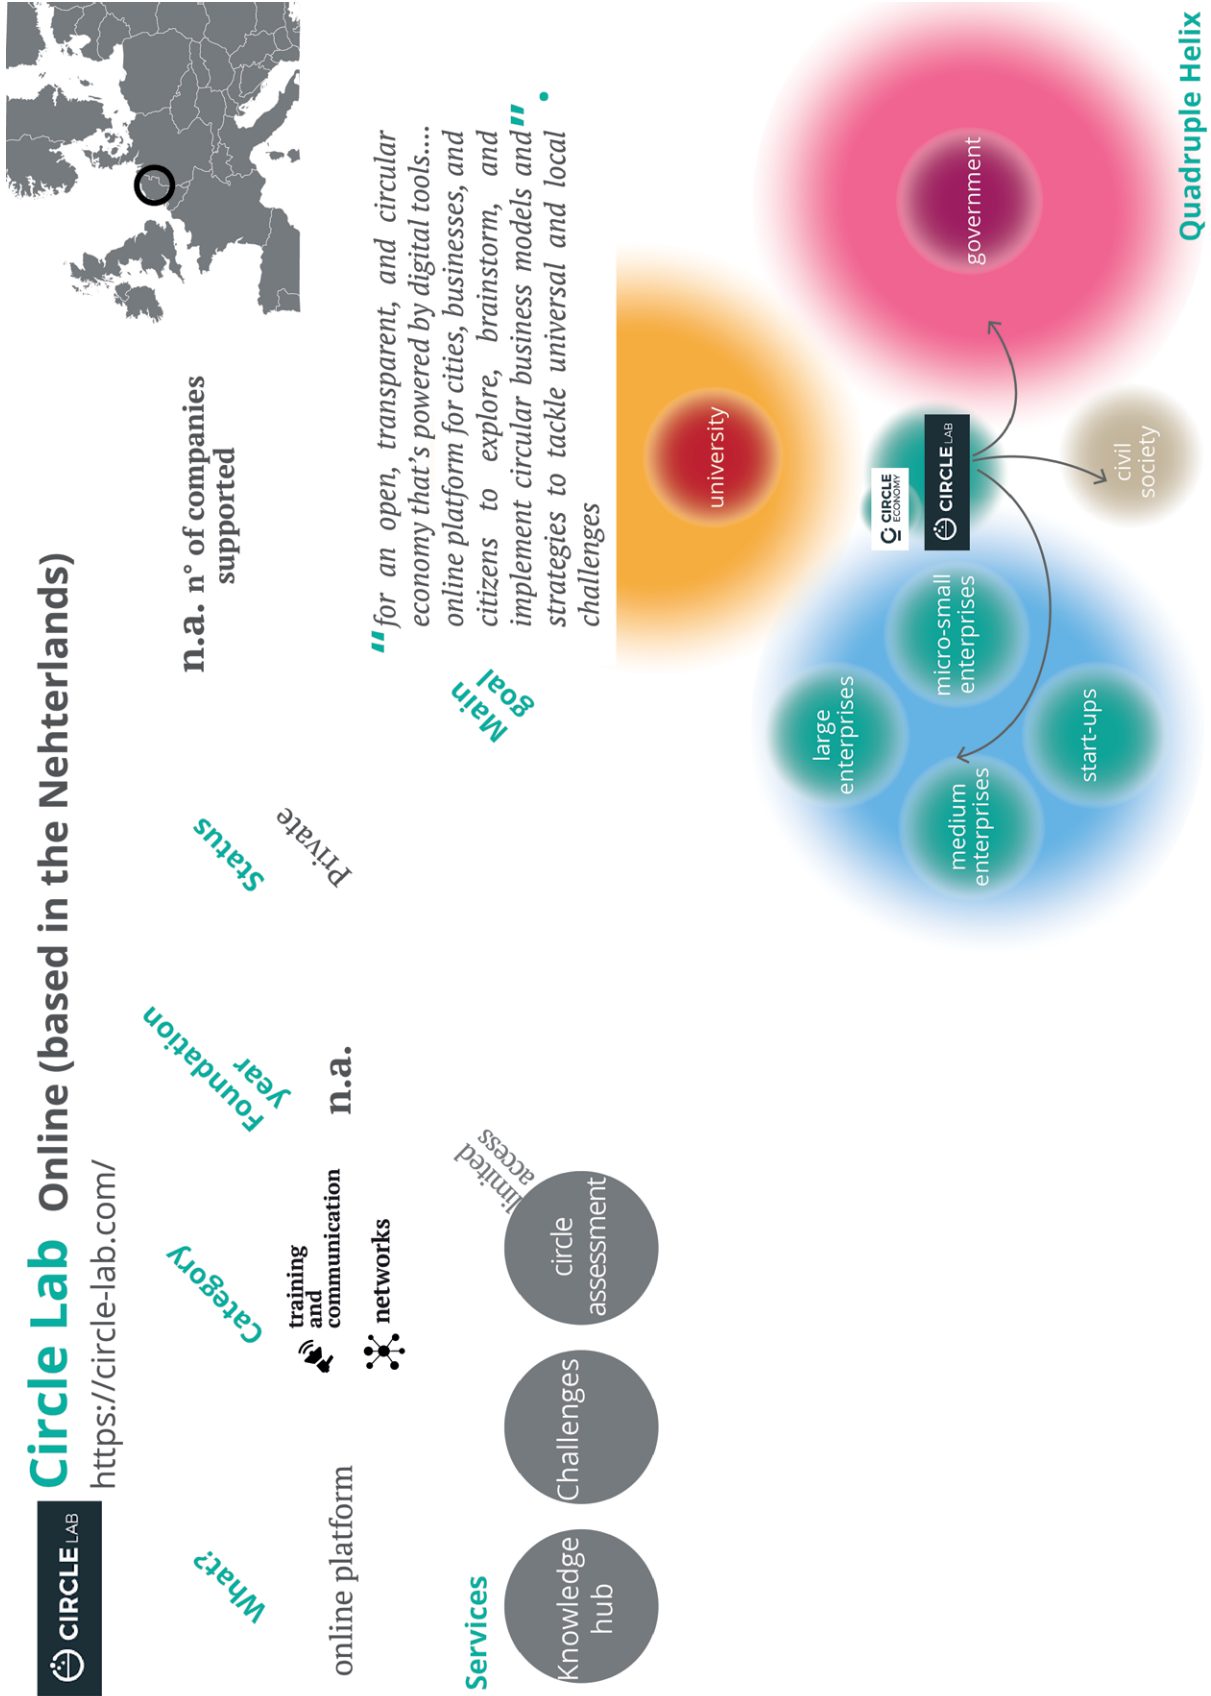 CIRCLE LAB
Circle Lab Online (based in the Nehterlands)
https://circle-lab.com/
What?
online platform
Category
training
and
communication
networks
Foundation
year
n.a.
Status
Private
n.a. n° of companies
supported
Services
Knowledge
hub
Challenges
circle
assessment
limited
access
Main
goal
"for an open, transparent, and circular
economy that's powered by digital tools....
online platform for cities, businesses, and
citizens to explore, brainstorm, and
implement circular business models and
strategies to tackle universal and local
challenges".
university
large
enterprises
CIRCLE
ECONOMY
medium
enterprises
micro-small
enterprises
CIRCLE LAB
government
start-ups
civil
society
Quadruple Helix